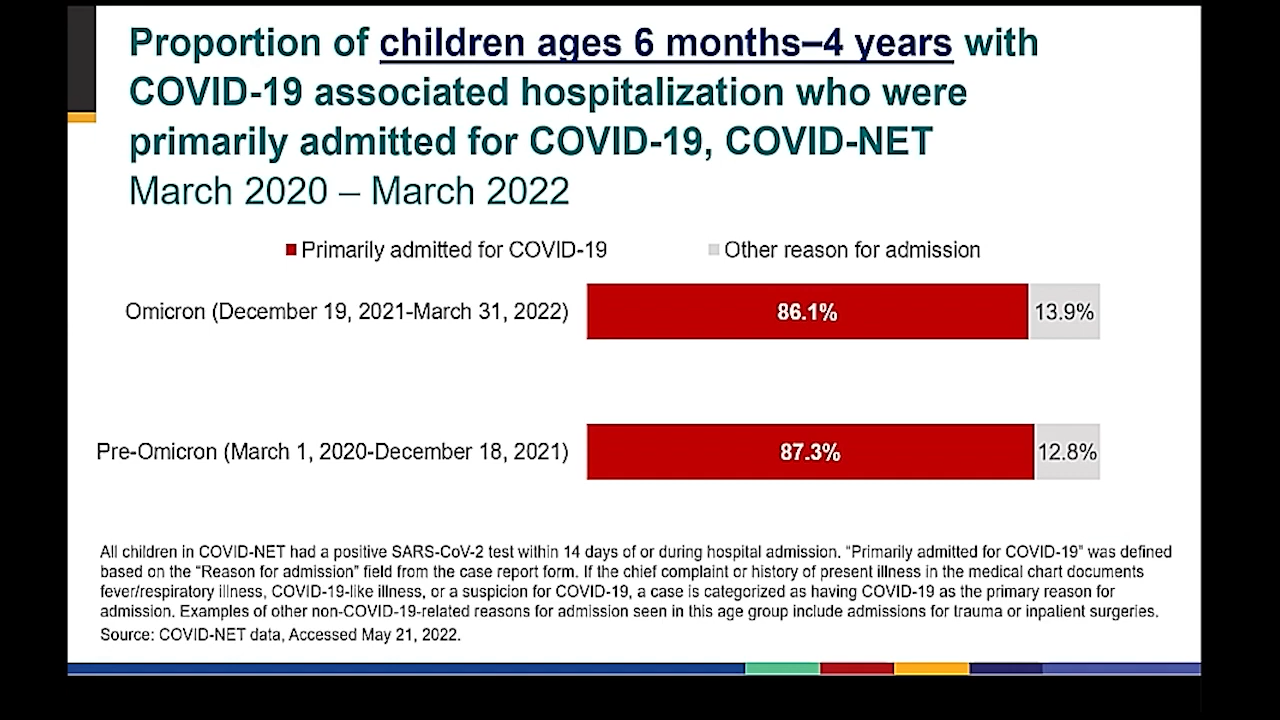 Proportion of children ages 6 months–4 years with
COVID-19 associated hospitalization who were
primarily admitted for COVID-19, COVID-NET
March 2020 – March 2022
Primarily admitted for COVID-19
Other reason for admission
Omicron (December 19, 2021-March 31, 2022)
86.1%
13.9%
Pre-Omicron (March 1, 2020-December 18, 2021)
87.3%
12.8%
All children in COVID-NET had a positive SARS-CoV-2 test within 14 days of or during hospital admission. “Primarily admitted for COVID-19” was defined
based on the “Reason for admission” field from the case report form. If the chief complaint or history of present illness in the medical chart documents
fever/respiratory illness, COVID-19-like illness, or a suspicion for COVID-19, a case is categorized as having COVID-19 as the primary reason for
admission. Examples of other non-COVID-19-related reasons for admission seen in this age group include admissions for trauma or inpatient surgeries.
Source: COVID-NET data, Accessed May 21, 2022.